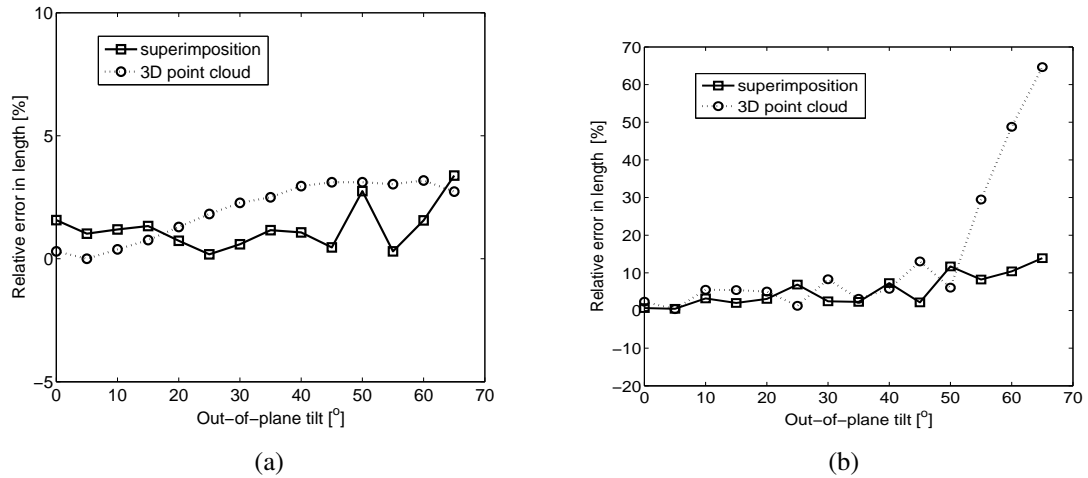 10
5
0
−5
0 10 20 30 40 50 60 70
Relative error in length [%]
Out−of−plane tilt [o]
superimposition
3D point cloud
(a)
70
60
50
40
30
20
10
0
−10
−20
0 10 20 30 40 50 60 70
Relative error in length [%]
Out−of−plane tilt [o]
superimposition
3D point cloud
(b)